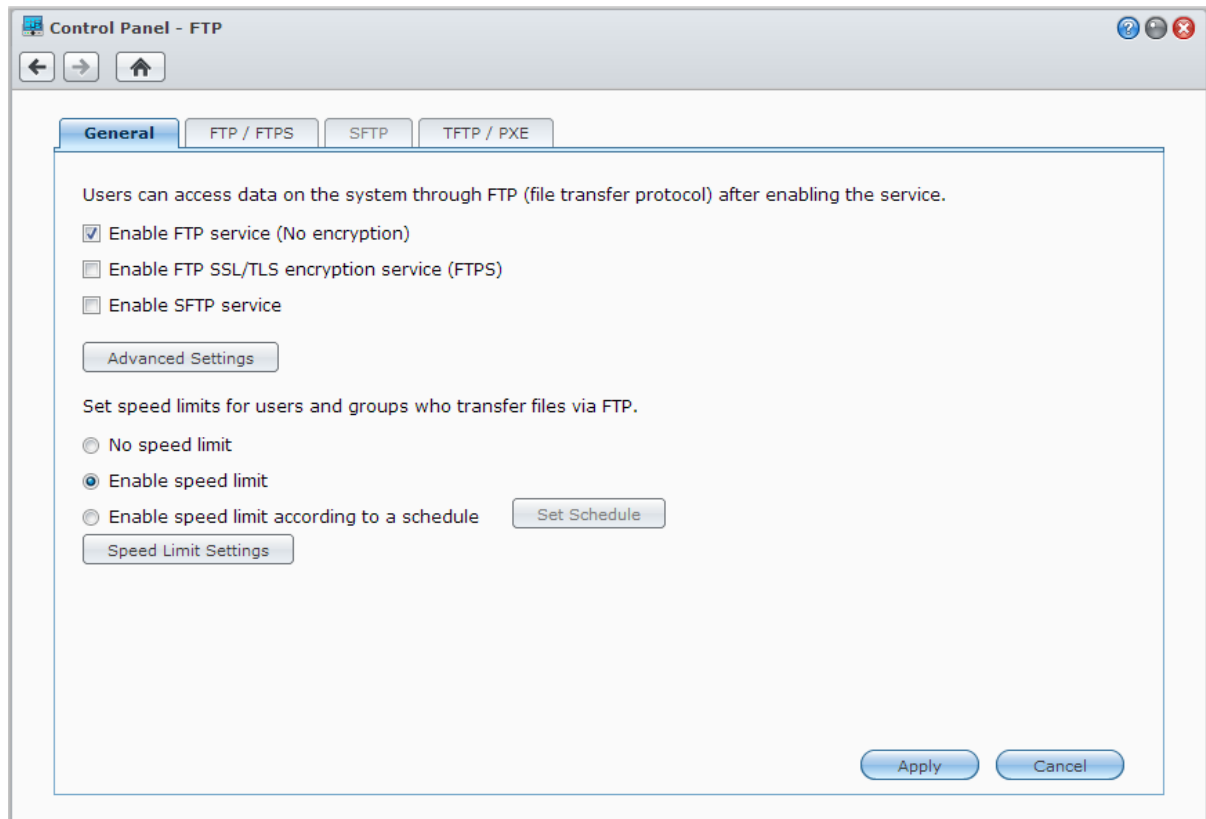 Control Panel - FTP
General
FTP / FTPS
SFTP
TFTP / PXE
Users can access data on the system through FTP (file transfer protocol) after enabling the service.
Enable FTP service (No encryption)
Enable FTP SSL/TLS encryption service (FTPS)
Enable SFTP service
Advanced Settings
Set speed limits for users and groups who transfer files via FTP.
No speed limit
Enable speed limit
Enable speed limit according to a schedule
Set Schedule
Speed Limit Settings
Apply
Cancel